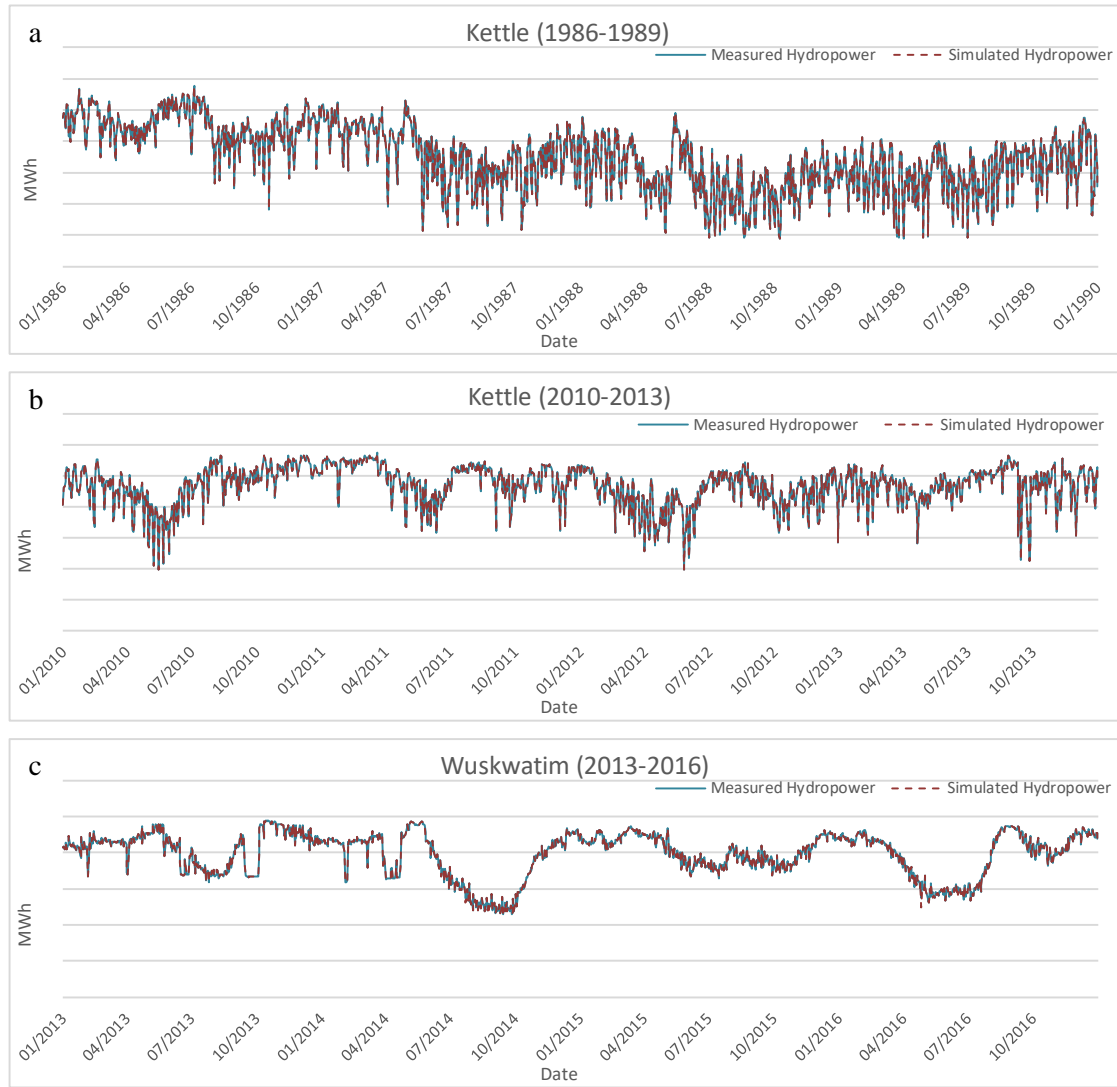 a
Kettle (1986-1989)
Measured Hydropower Simulated Hydropower
MWh
01/1986 04/1986 07/1986 10/1986 01/1987 04/1987 07/1987 10/1987 01/1988 04/1988 07/1988 10/1988 01/1989 04/1989 07/1989 10/1989 01/1990
Date
b
Kettle (2010-2013)
Measured Hydropower Simulated Hydropower
MWh
01/2010 04/2010 07/2010 10/2010 01/2011 04/2011 07/2011 10/2011 01/2012 04/2012 07/2012 10/2012 01/2013 04/2013 07/2013 10/2013
Date
c
Wuskwatim (2013-2016)
Measured Hydropower Simulated Hydropower
MWh
01/2013 04/2013 07/2013 10/2013 01/2014 04/2014 07/2014 10/2014 01/2015 04/2015 07/2015 10/2015 01/2016 04/2016 07/2016 10/2016
Date